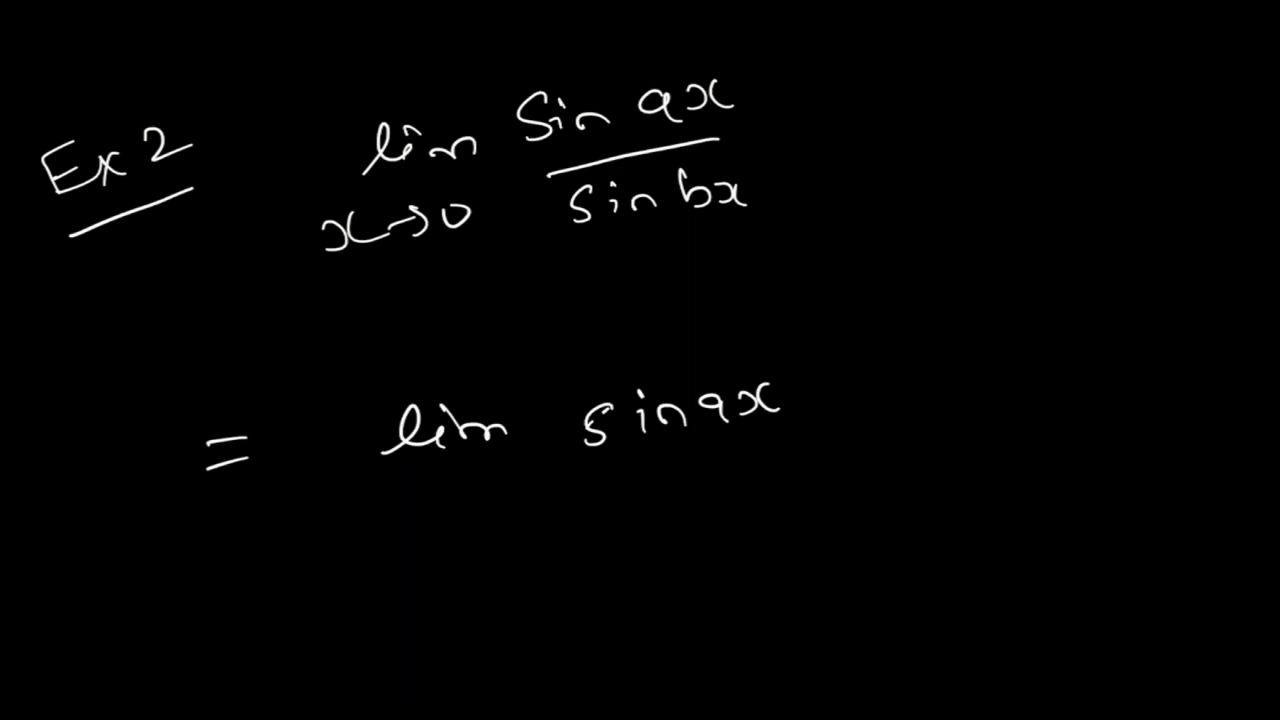 Ex 2 lim sin ax
x→0 sin bx
= lim sin ax